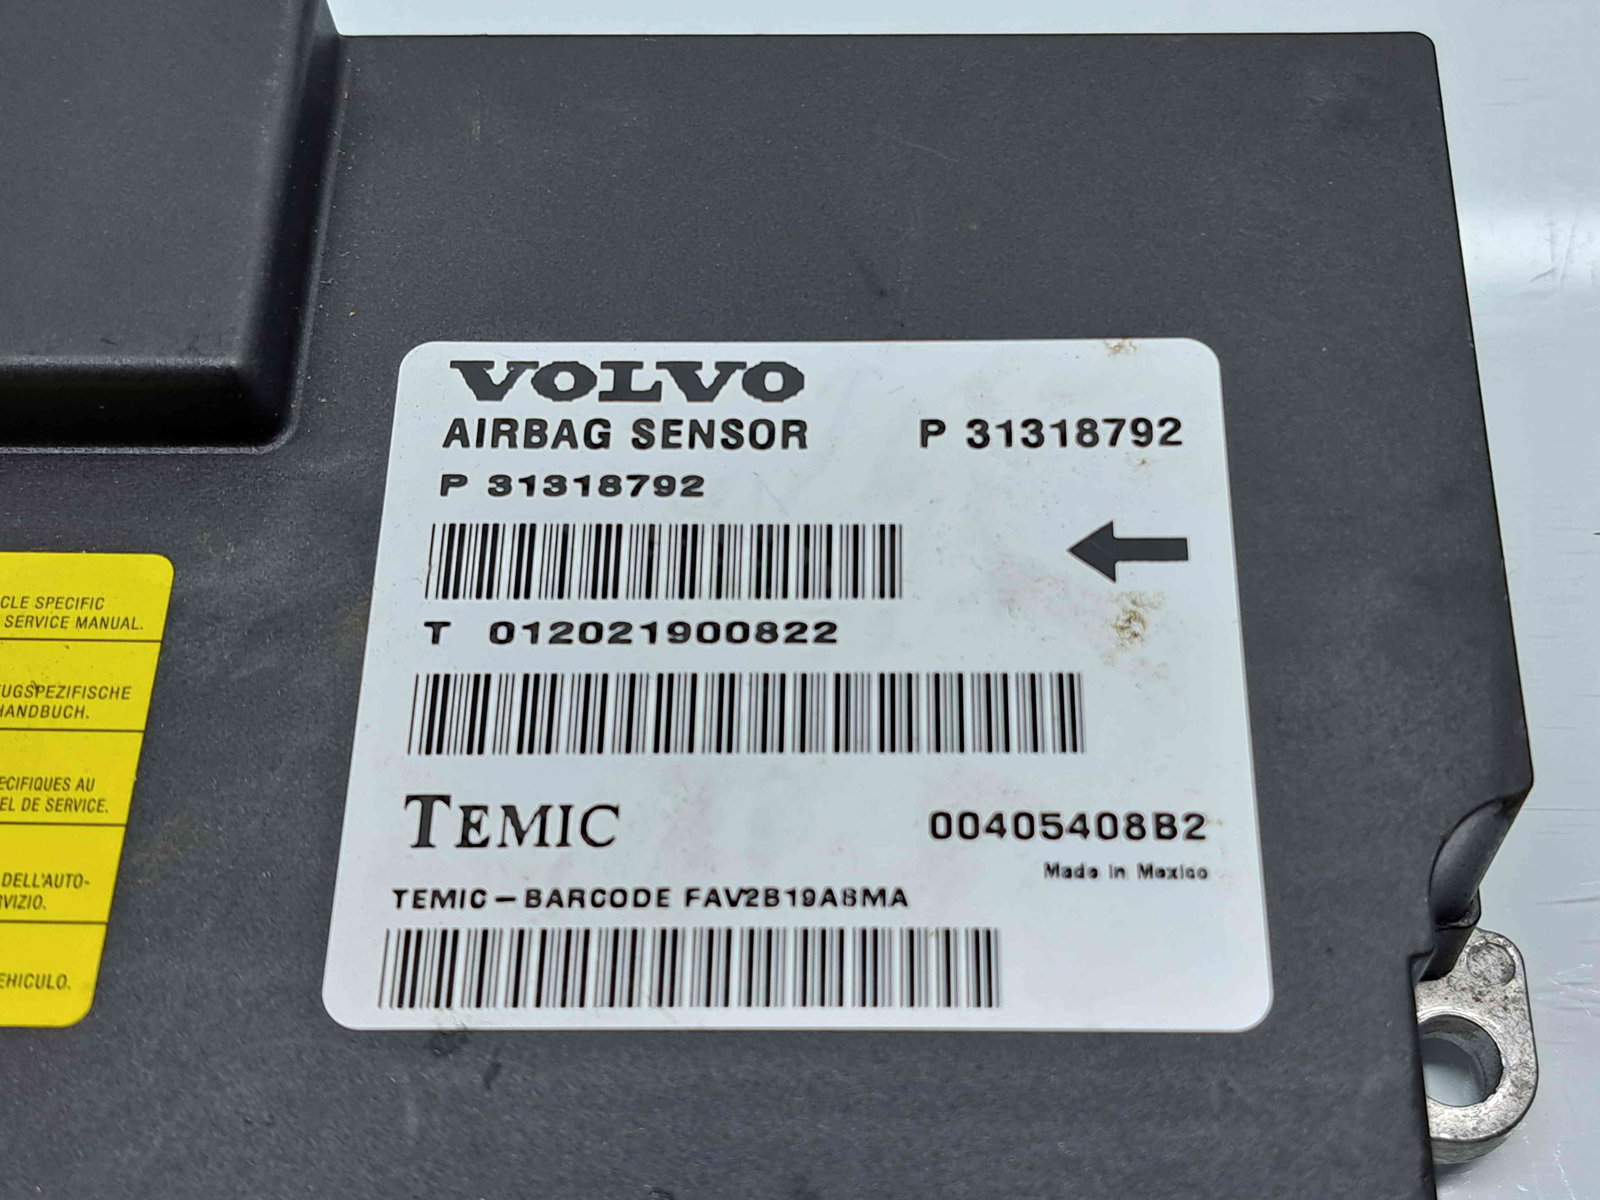 VOLVO
AIRBAG SENSOR P 31318792
P 31318792
T 012021900822
TEMIC 00405408B2
Made in Mexico
TEMIC-BARCODE FAV2B19A8MA
CLE SPECIFIC
SERVICE MANUAL.
UGSPEZIFISCHE
HANDBUCH.
ECIFIQUES AU
EL DE SERVICE.
DELL'AUTO-
RVIZIO.
EHICULO.